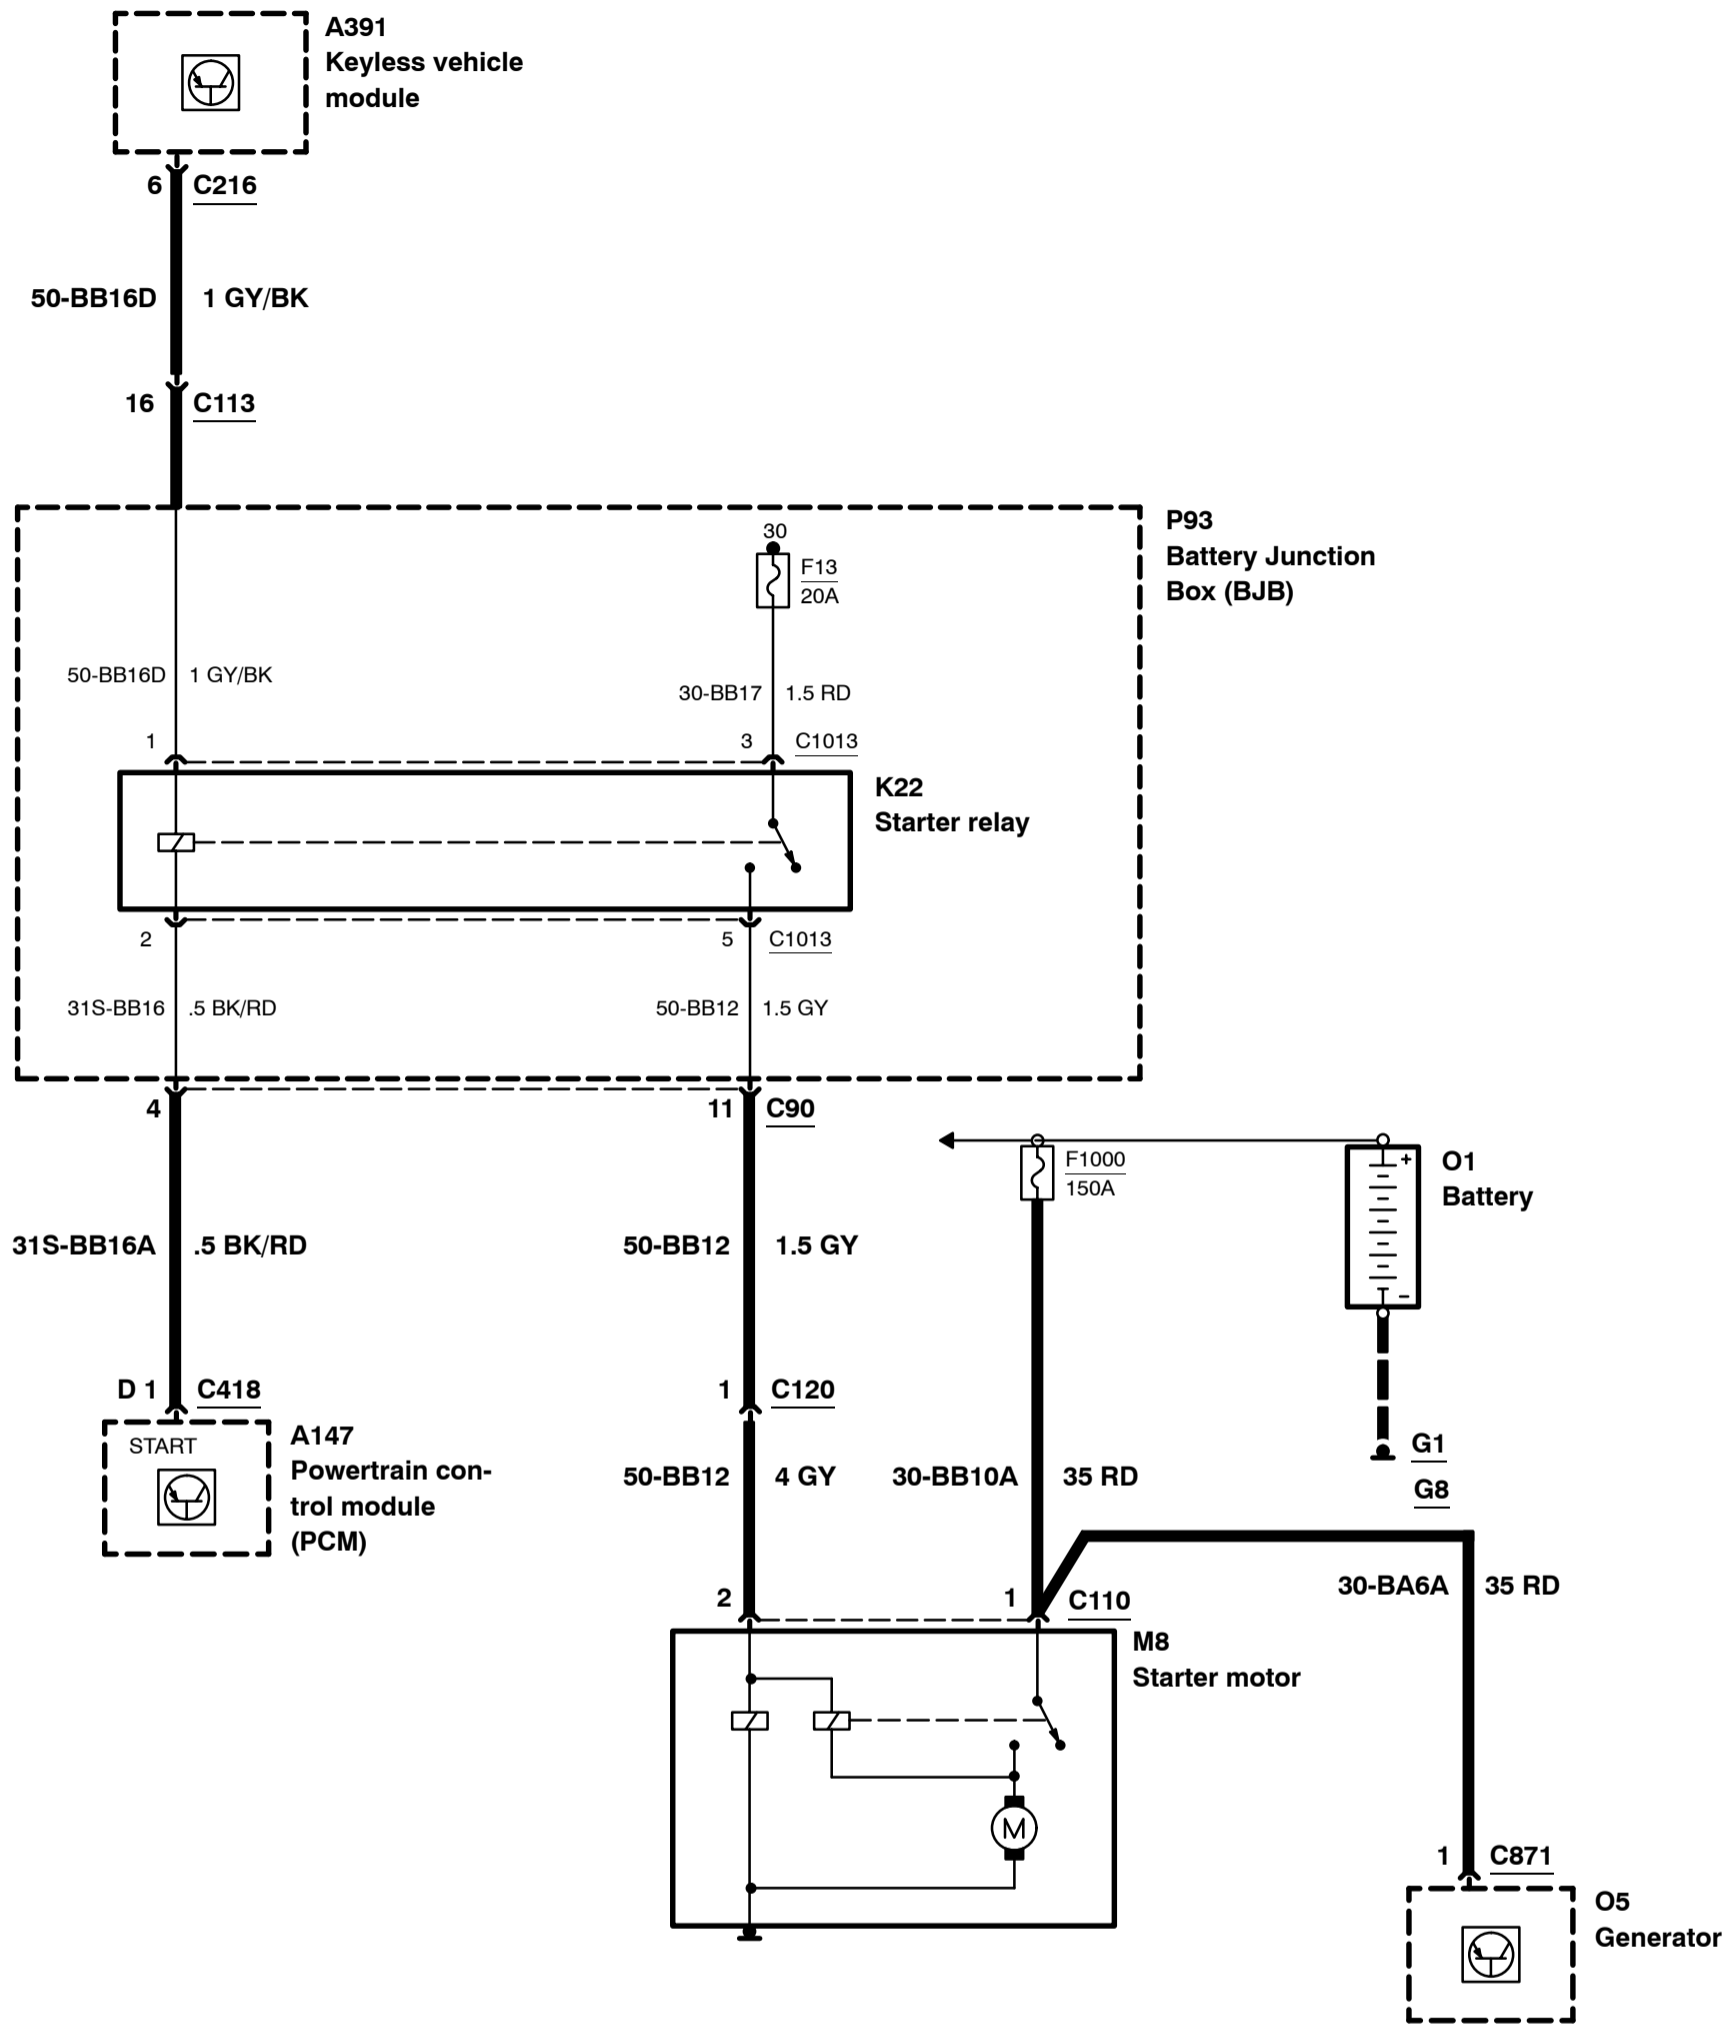 A391
Keyless vehicle
module
6 C216
50-BB16D 1 GY/BK
16 C113
P93
Battery Junction
Box (BJB)
30
F13
20A
50-BB16D 1 GY/BK
30-BB17 1.5 RD
1 3 C1013
K22
Starter relay
2 5 C1013
31S-BB16 .5 BK/RD
50-BB12 1.5 GY
4 11 C90
F1000
150A
+
-
O1
Battery
31S-BB16A .5 BK/RD
50-BB12 1.5 GY
D 1 C418
1 C120
START
A147
Powertrain con-
trol module
(PCM)
50-BB12 4 GY
30-BB10A 35 RD
G1
G8
30-BA6A 35 RD
2 1 C110
M8
Starter motor
M
1 C871
O5
Generator